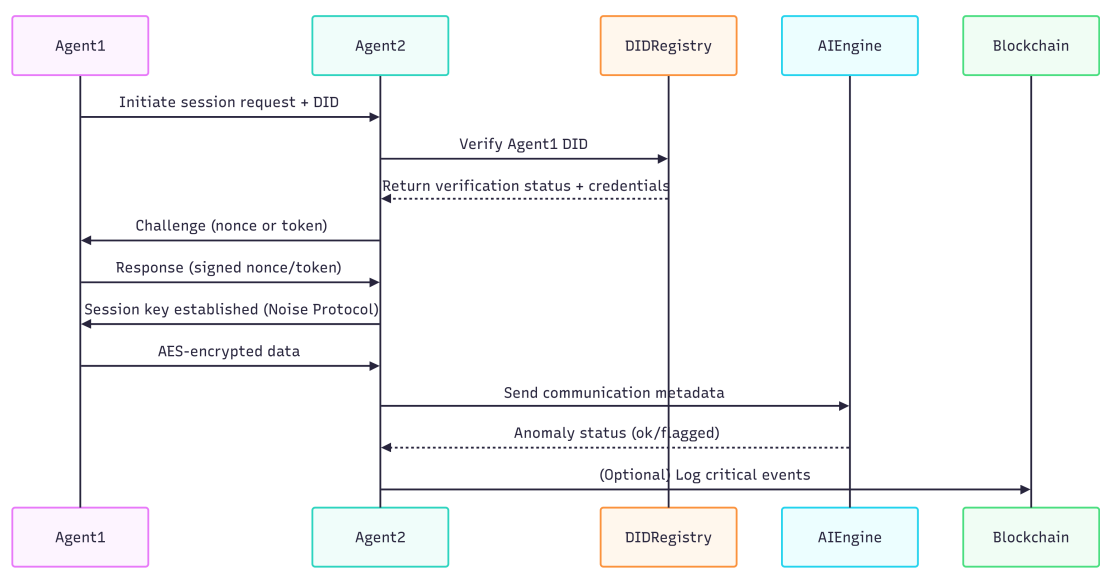 Agent1
Agent2
DIDRegistry
AIEngine
Blockchain
Initiate session request + DID
Verify Agent1 DID
Return verification status + credentials
Challenge (nonce or token)
Response (signed nonce/token)
Session key established (Noise Protocol)
AES-encrypted data
Send communication metadata
Anomaly status (ok/flagged)
(Optional) Log critical events
Agent1
Agent2
DIDRegistry
AIEngine
Blockchain